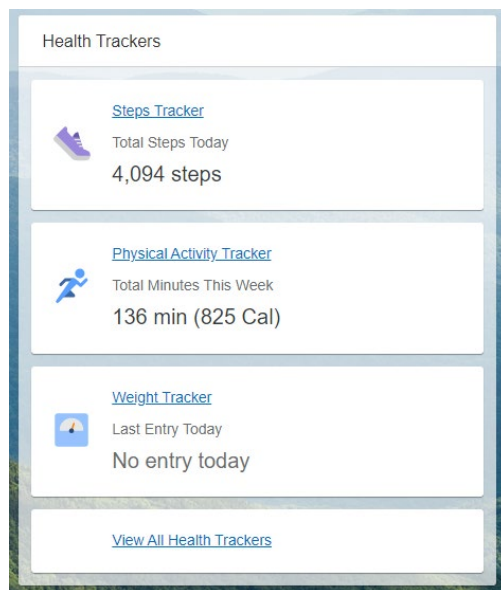 Health Trackers
Steps Tracker
Total Steps Today
4,094 steps
Physical Activity Tracker
Total Minutes This Week
136 min (825 Cal)
Weight Tracker
Last Entry Today
No entry today
View All Health Trackers